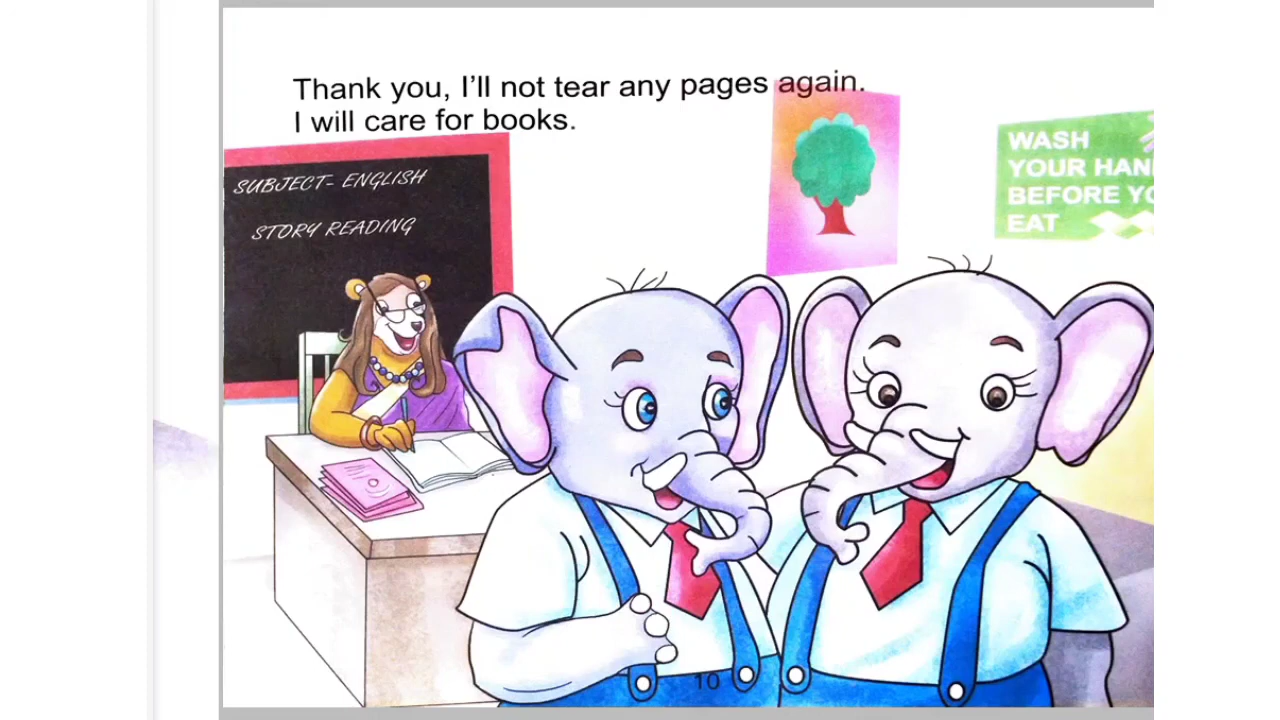 Thank you, I'll not tear any pages again.
I will care for books.
SUBJECT- ENGLISH
STORY READING
WASH
YOUR HAN
BEFORE YO
EAT
10